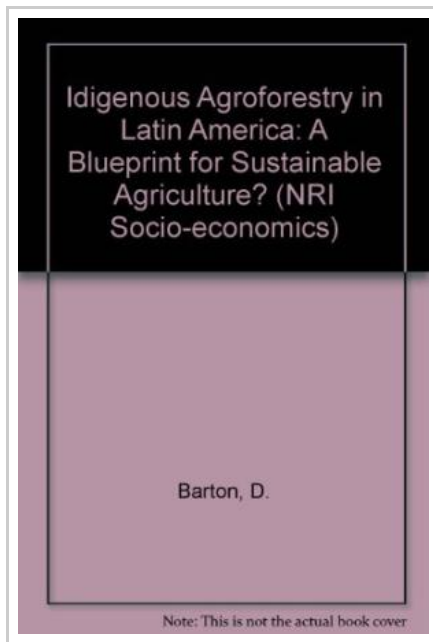 Idigenous Agroforestry in
Latin America: A
Blueprint for Sustainable
Agriculture? (NRI
Socio-economics)
Barton, D.
Note: This is not the actual book cover